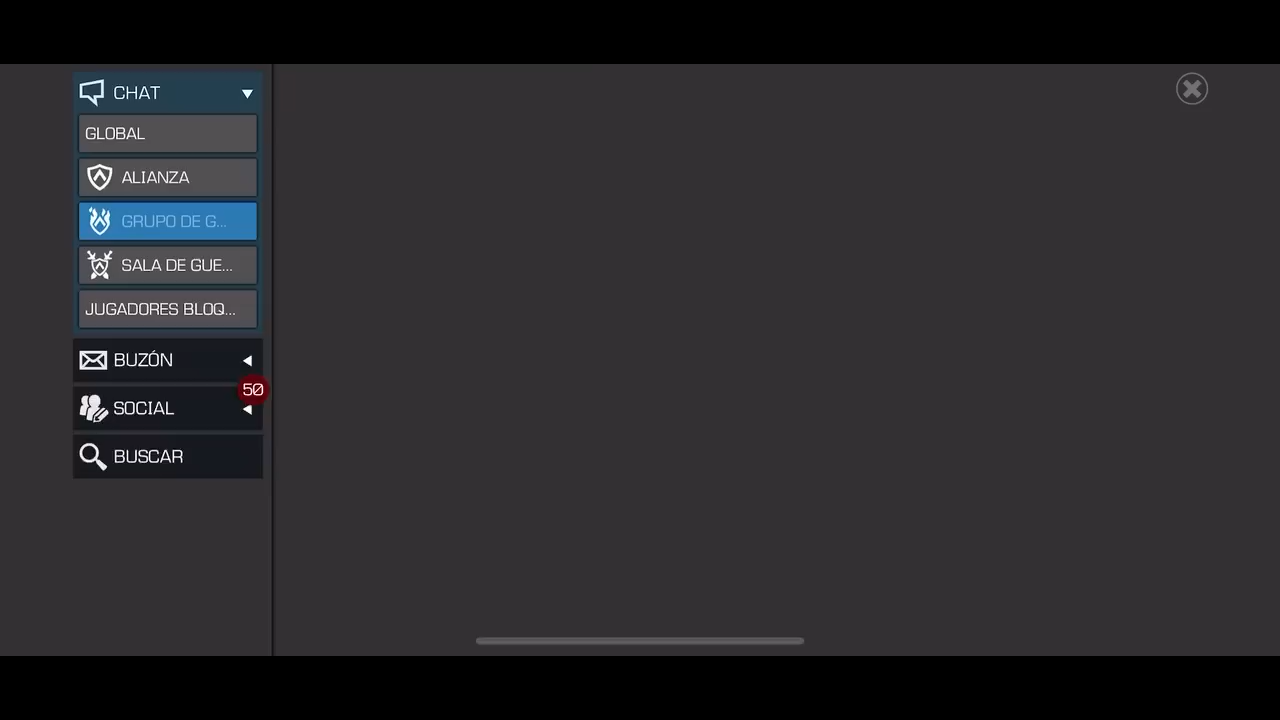 CHAT
GLOBAL
ALIANZA
GRUPO DE G...
SALA DE GUE...
JUGADORES BLOQ...
BUZÓN
50
SOCIAL
BUSCAR